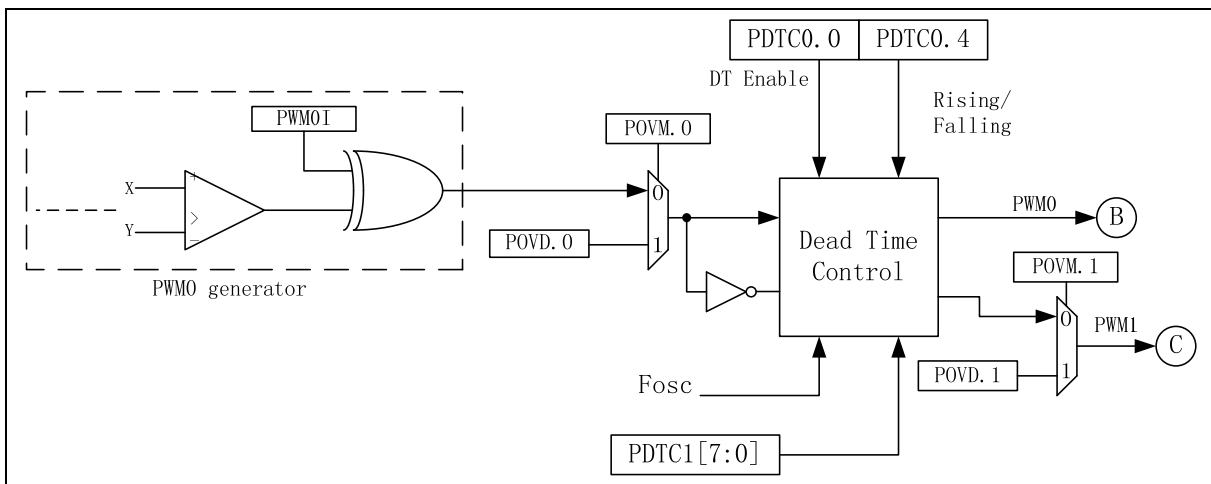 PDTC0.0 PDTC0.4
DT Enable
Rising/
Falling
PWM0I
POVM.0
X
+
>
Y
−
0
1
POVD.0
PWM0 generator
Dead Time
Control
PWM0
B
POVM.1
0
1
PWM1
C
POVD.1
Fosc
PDTC1[7:0]